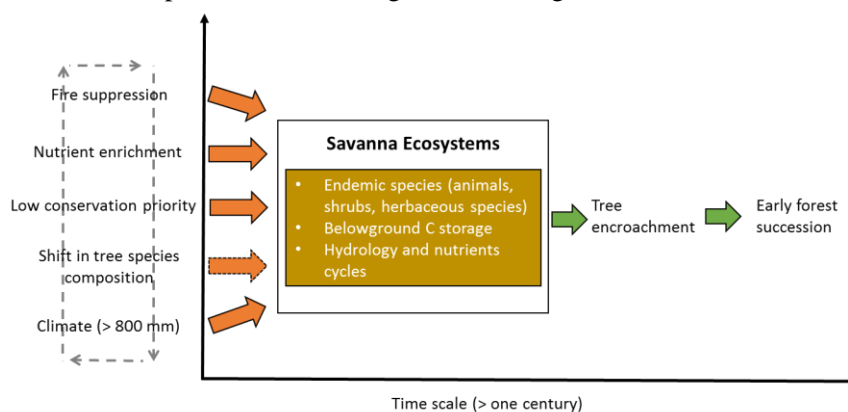 Fire suppression
Nutrient enrichment
Low conservation priority
Shift in tree species
composition
Climate (> 800 mm)
Savanna Ecosystems
• Endemic species (animals,
shrubs, herbaceous species)
• Belowground C storage
• Hydrology and nutrients
cycles
Tree
encroachment
Early forest
succession
Time scale (> one century)